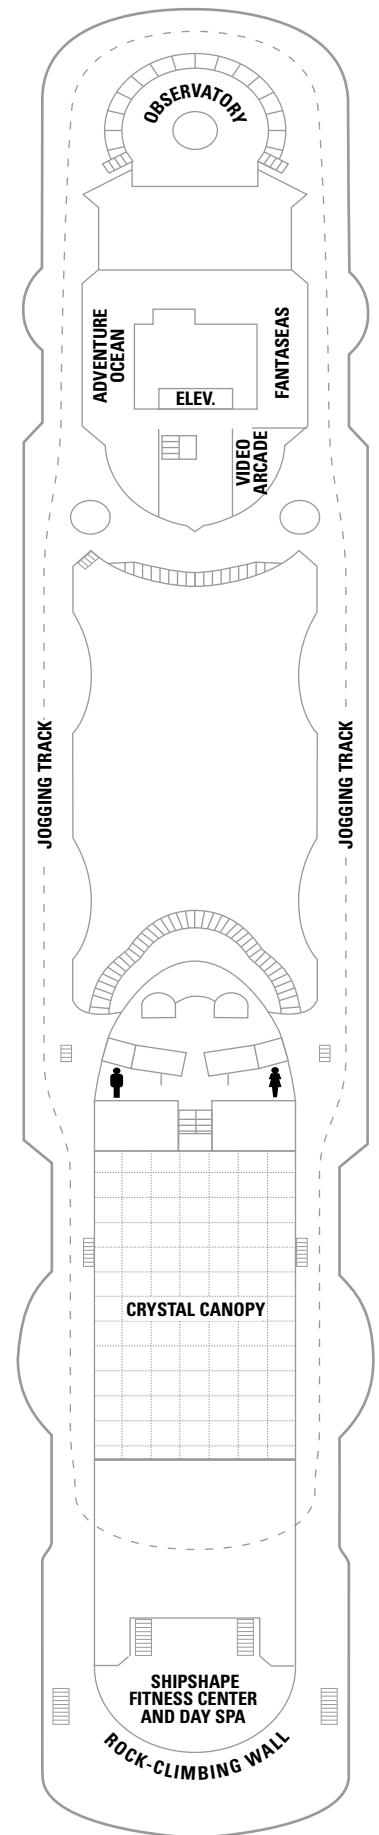 OBSERVATORY
ADVENTURE
OCEAN
FANTASEAS
ELEV.
VIDEO
ARCADE
JOGGING TRACK
JOGGING TRACK
CRYSTAL CANOPY
SHIPSHAPE
FITNESS CENTER
AND DAY SPA
ROCK-CLIMBING WALL